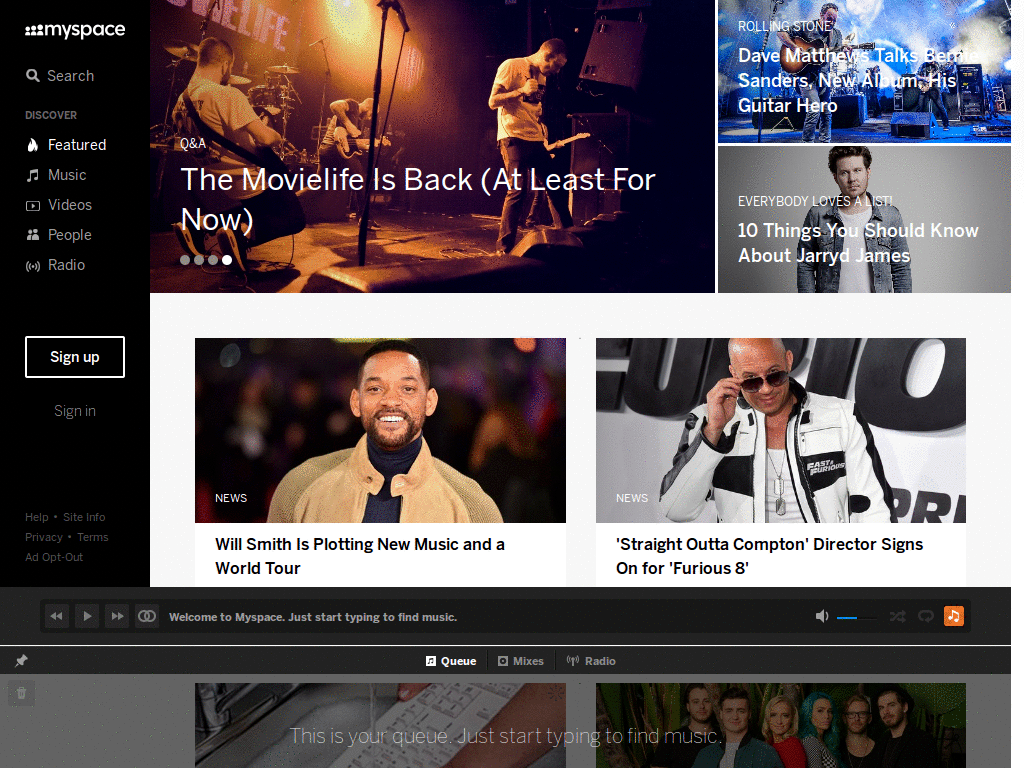 myspace
Search
DISCOVER
Featured
Music
Videos
People
Radio
Sign up
Sign in
Help • Site Info
Privacy • Terms
Ad Opt-Out
MOVIELIFE
Q&A
The Movielife Is Back (At Least For
Now)
ROLLING STONE
Dave Matthews Talks Bernie
Sanders, New Album, His
Guitar Hero
EVERYBODY LOVES A LIST!
10 Things You Should Know
About Jarryd James
NEWS
Will Smith Is Plotting New Music and a
World Tour
FAST &
FURIOUS
NEWS
'Straight Outta Compton' Director Signs
On for 'Furious 8'
Welcome to Myspace. Just start typing to find music.
Queue
Mixes
Radio
This is your queue. Just start typing to find music.